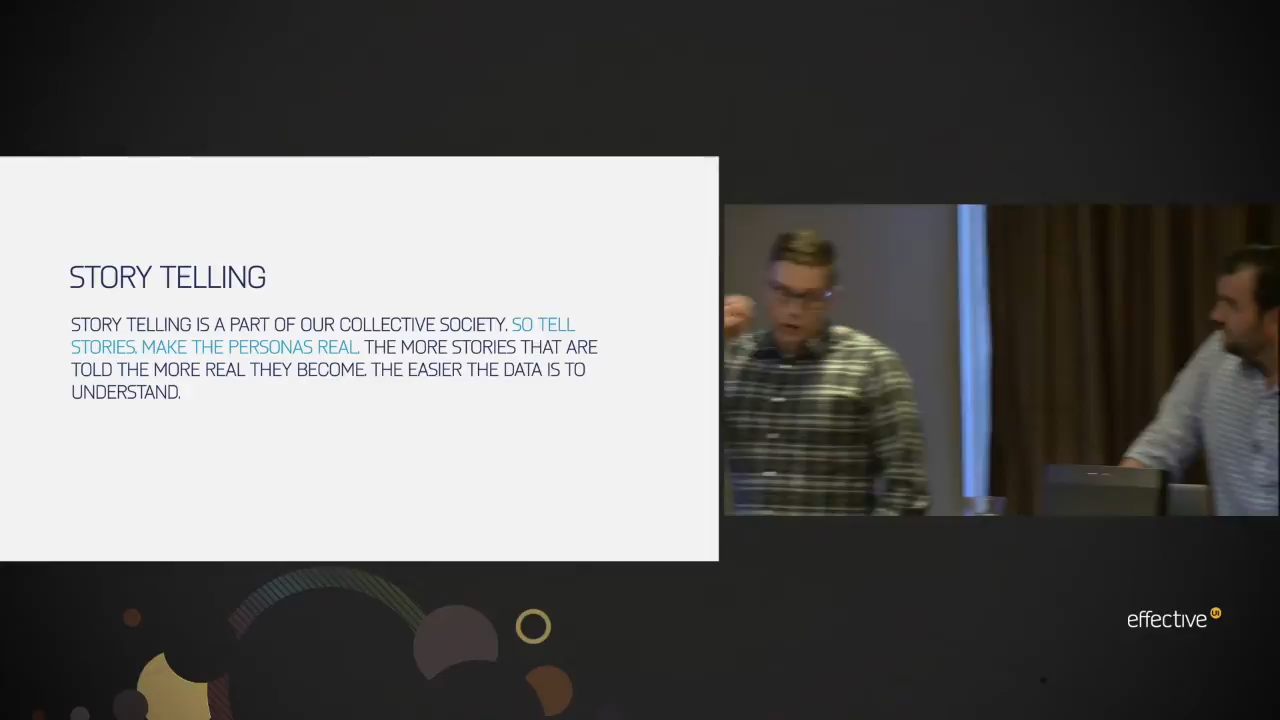 STORY TELLING
STORY TELLING IS A PART OF OUR COLLECTIVE SOCIETY. SO TELL
STORIES. MAKE THE PERSONAS REAL. THE MORE STORIES THAT ARE
TOLD THE MORE REAL THEY BECOME. THE EASIER THE DATA IS TO
UNDERSTAND.
effective UI